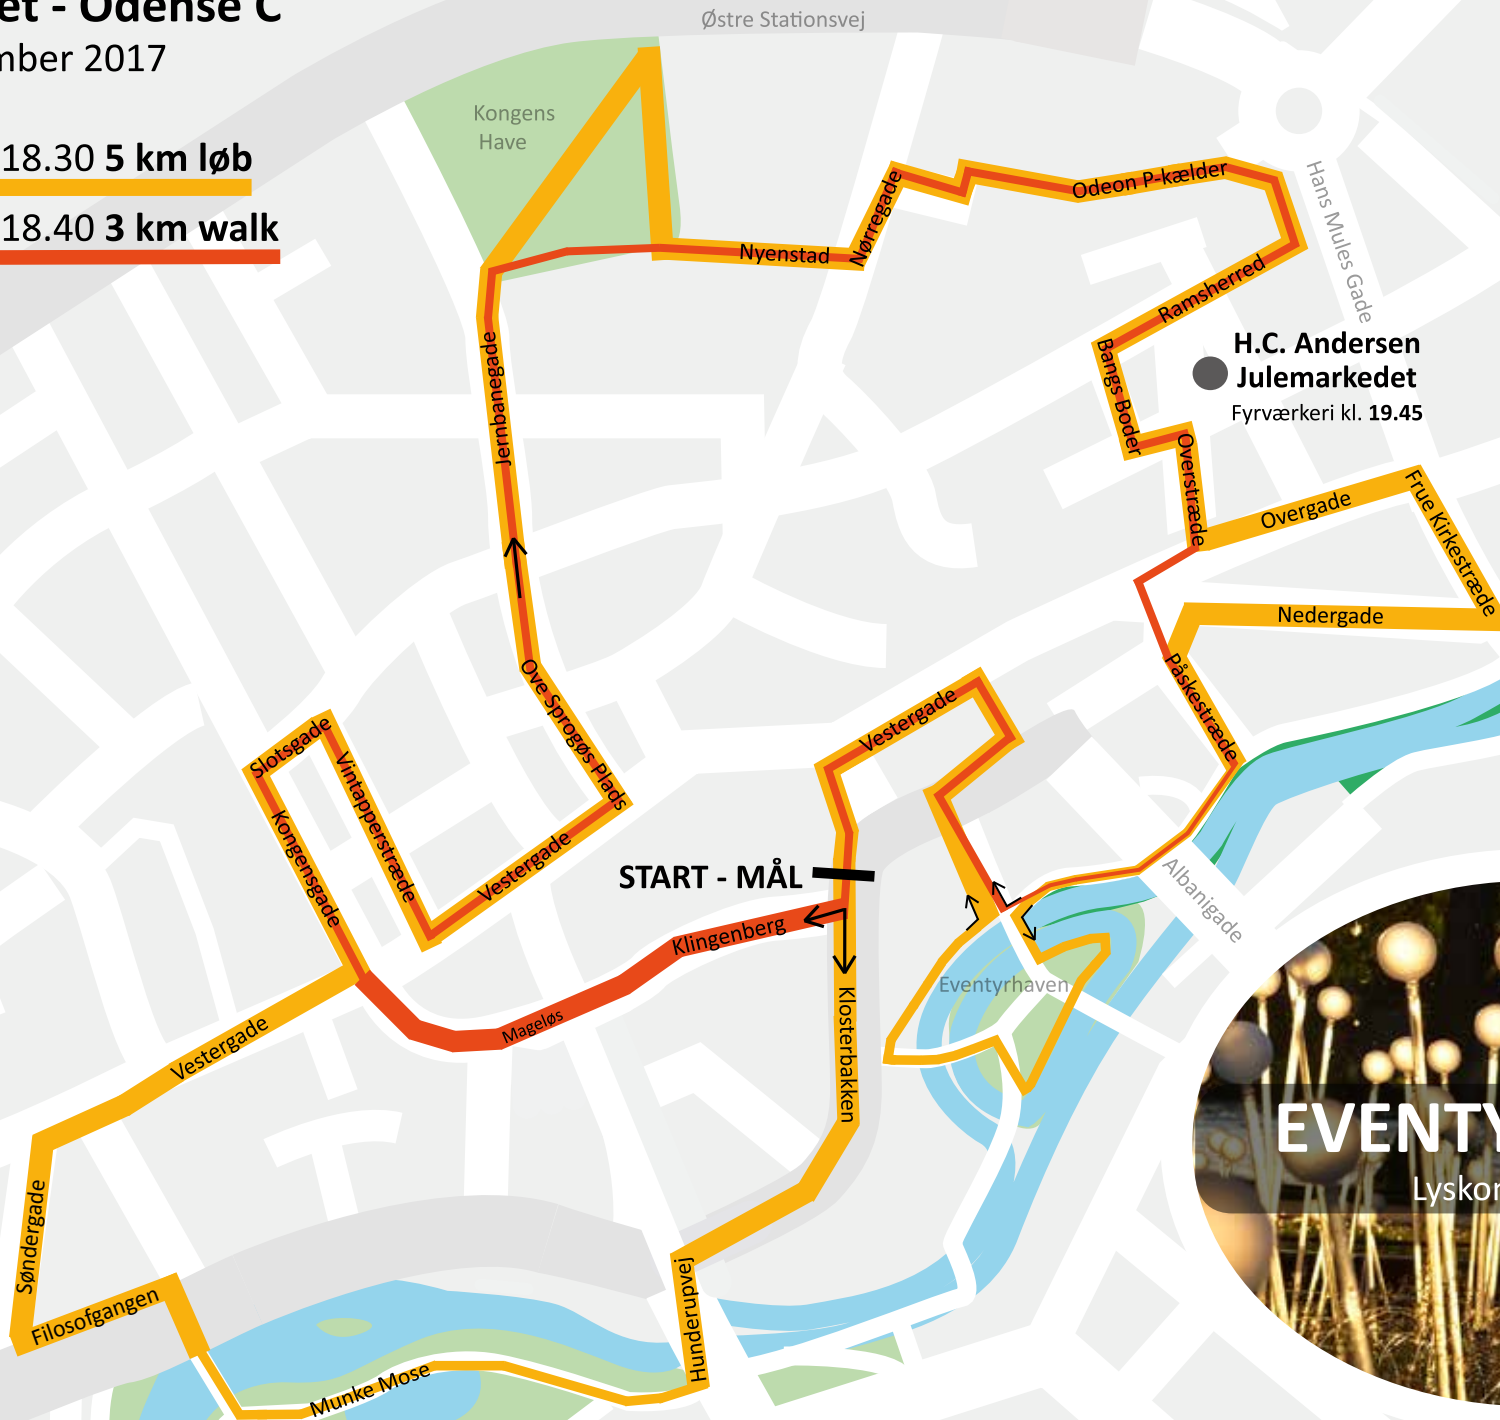 et - Odense C
mber 2017
18.30 5 km løb
18.40 3 km walk
Østre Stationsvej
Kongens
Have
Nyenstad
Nørregade
Odeon P-kælder
Hans Mules Gade
Ramsherred
Bangs Boder
H.C. Andersen
Julemarkedet
Fyrværkeri kl. 19.45
Jernbanegade
Overstræde
Overgade
Frue Kirkestræde
Nedergade
Påskestræde
Ove Sprogøs Plads
Vestergade
Slotsgade
Vintapperstræde
Kongensgade
Vestergade
START - MÅL
Klingenberg
Albanigade
Eventyrhaven
Mageløs
Klosterbakken
Vestergade
Søndergade
Filosofgangen
Hunderupvej
Munke Mose
EVENTY
Lyskor